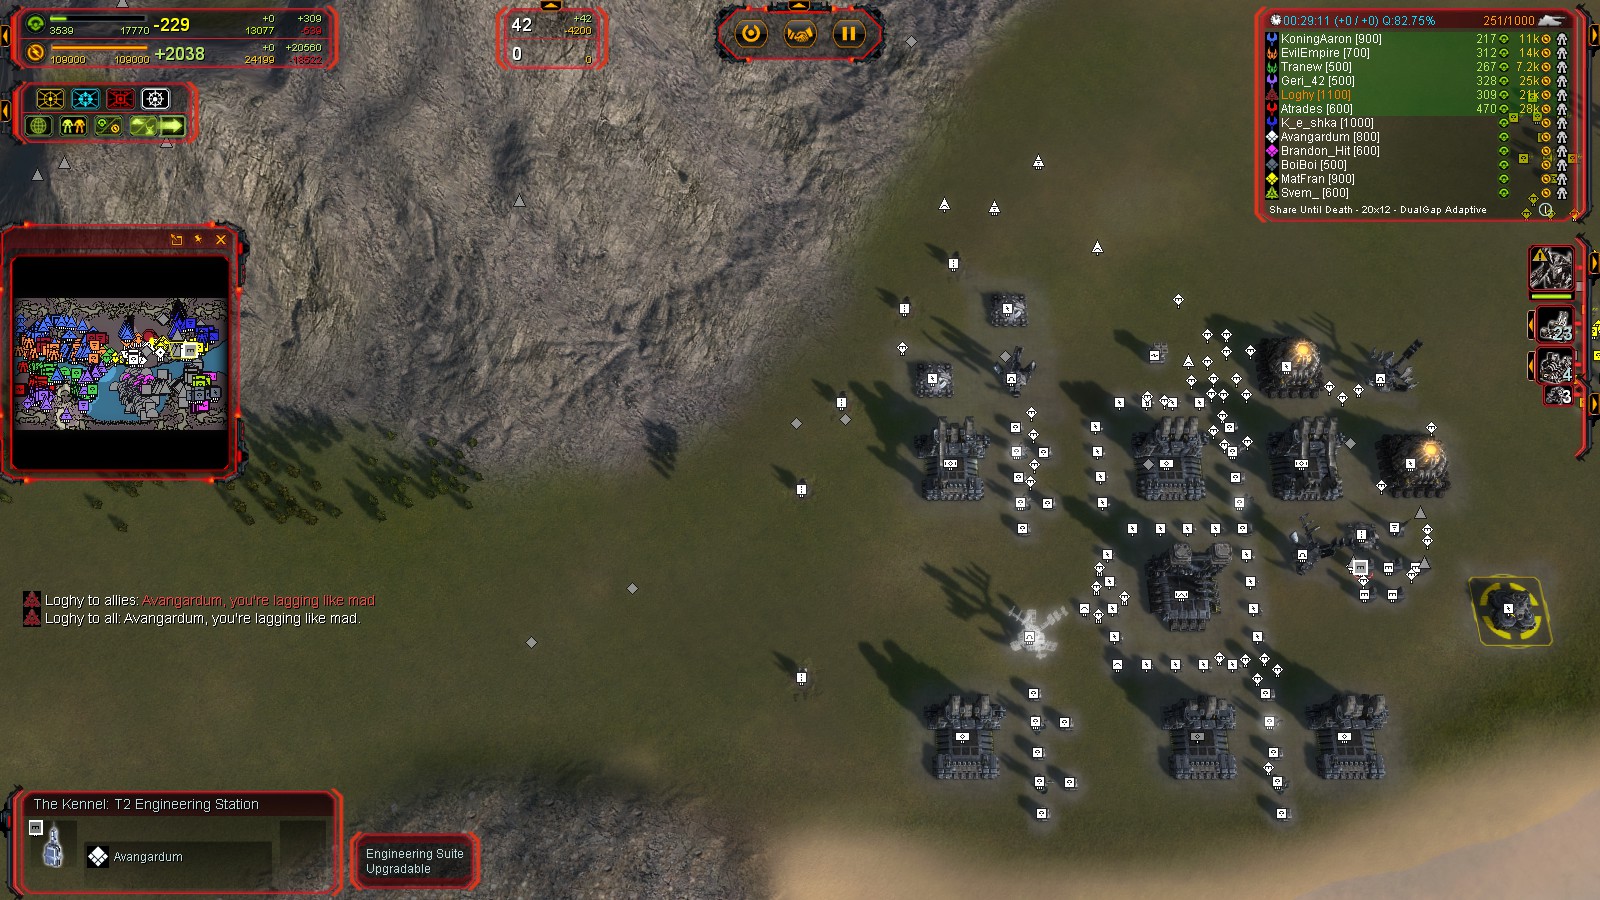 -229
3539
17770
+0
13077
+309
-539
+2038
109000
109000
+0
24199
+20560
-18522
42
+42
-4200
0
0
00:29:11 (+0 / +0) Q:82.75%
251/1000
KoningAaron [900] 217 11k
EvilEmpire [700] 312 14k
Tranew [500] 267 7.2k
Geri_42 [500] 328 25k
Loghy [1100] 309 21k
Atrades [600] 470 28k
K_e_shka [1000]
Avangardum [800]
Brandon_Hit [600]
BoiBoi [500]
MatFran [900]
Svem_ [600]
Share Until Death - 20x12 - DualGap Adaptive
23
4
3
Loghy to allies: Avangardum, you're lagging like mad
Loghy to all: Avangardum, you're lagging like mad.
The Kennel: T2 Engineering Station
Avangardum
Engineering Suite
Upgradable